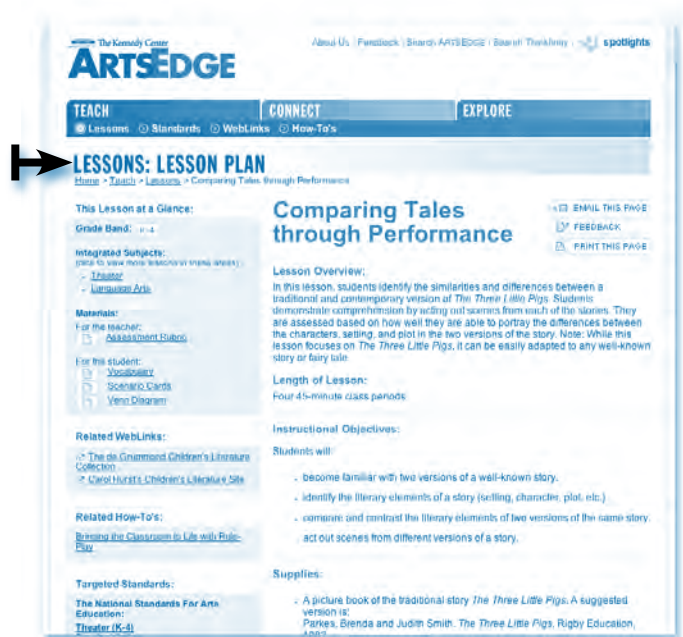 The Kennedy Center
ARTSEDGE
About Us | Feedback | Search ARTSEDGE | Search Thinkfinity
spotlights
TEACH
CONNECT
EXPLORE
Lessons Standards WebLinks How-To's
LESSONS: LESSON PLAN
Home > Teach > Lessons > Comparing Tales through Performance
This Lesson at a Glance:
Grade Band: K-4
Integrated Subjects:
(click to view more lessons in these areas)
Theater
Language Arts
Materials:
For the teacher:
Assessment Rubric
For the student:
Vocabulary
Scenario Cards
Venn Diagram
Related WebLinks:
The de Grummond Children's Literature
Collection
Carol Hurst's Children's Literature Site
Related How-To's:
Bringing the Classroom to Life with Role-
Play
Targeted Standards:
The National Standards For Arts
Education:
Theater (K-4)
Comparing Tales
through Performance
EMAIL THIS PAGE
FEEDBACK
PRINT THIS PAGE
Lesson Overview:
In this lesson, students identify the similarities and differences between a
traditional and contemporary version of The Three Little Pigs. Students
demonstrate comprehension by acting out scenes from each of the stories. They
are assessed based on how well they are able to portray the differences between
the characters, setting, and plot in the two versions of the story. Note: While this
lesson focuses on The Three Little Pigs, it can be easily adapted to any well-known
story or fairy tale.
Length of Lesson:
Four 45-minute class periods
Instructional Objectives:
Students will:
become familiar with two versions of a well-known story.
identify the literary elements of a story (setting, character, plot, etc.)
compare and contrast the literary elements of two versions of the same story.
act out scenes from different versions of a story.
Supplies:
A picture book of the traditional story The Three Little Pigs. A suggested
version is:
Parkes, Brenda and Judith Smith. The Three Little Pigs, Rigby Education,